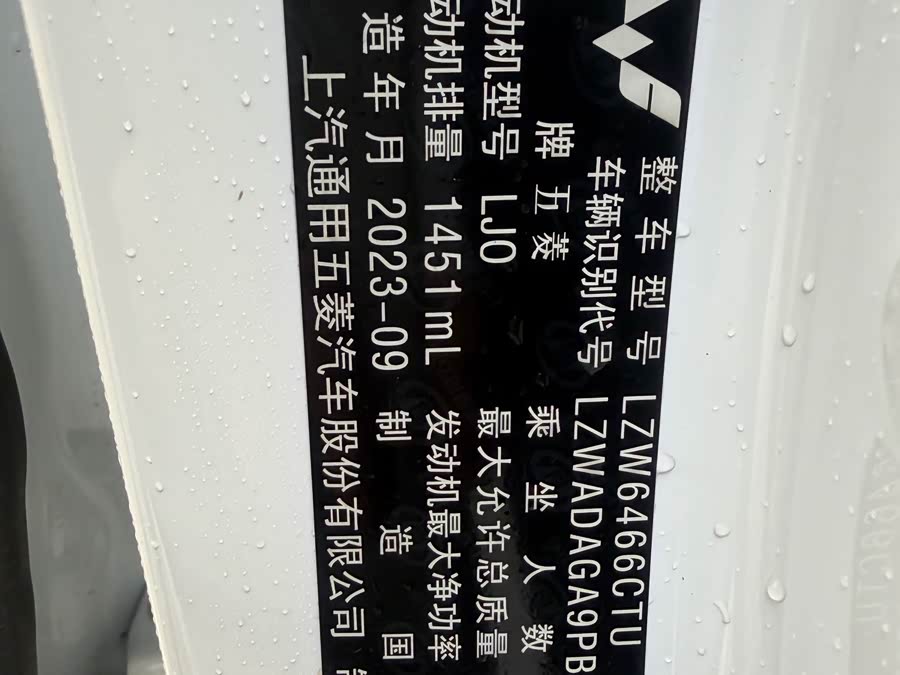 整车型号 LZW6466CTU
车辆识别代号 LZWADAGA9PB
牌 五菱 乘坐人数
动机型号 LJO 最大允许总质量
动机排量 1451mL 发动机最大净功率
造年月 2023-09 制造国
上汽通用五菱汽车股份有限公司